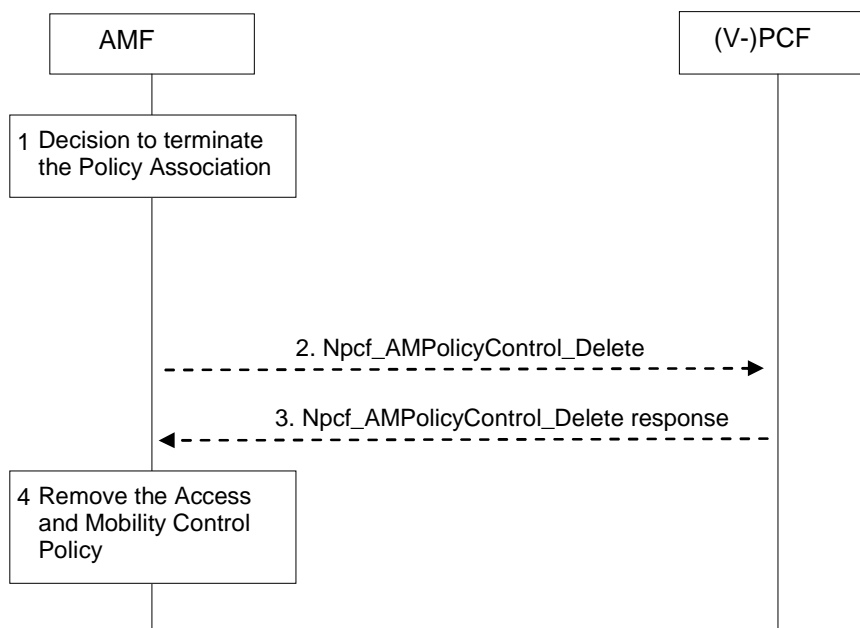 AMF
(V-)PCF
1 Decision to terminate
the Policy Association
2. Npcf_AMPolicyControl_Delete
3. Npcf_AMPolicyControl_Delete response
4 Remove the Access
and Mobility Control
Policy